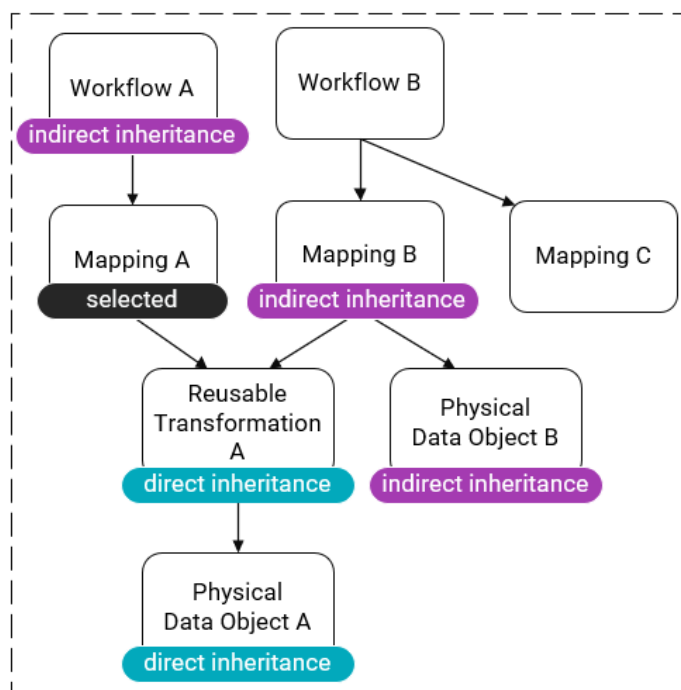 Workflow A
indirect inheritance
Workflow B
Mapping A
selected
Mapping B
indirect inheritance
Mapping C
Reusable
Transformation
A
direct inheritance
Physical
Data Object B
indirect inheritance
Physical
Data Object A
direct inheritance